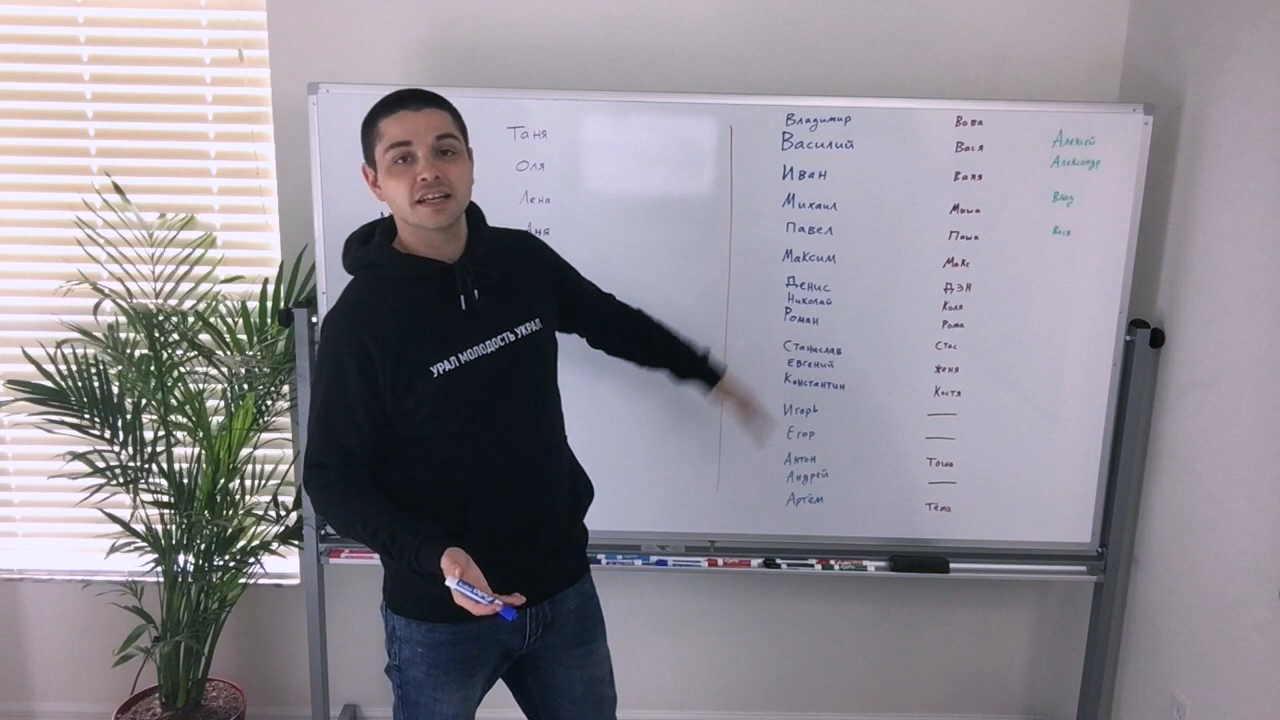 Таня
Оля
Лена
Аня
УРАЛ МОЛОДОСТЬ УКРАЛ
Владимир Вова
Василий Вася
Иван Ваня
Михаил Миша
Павел Паша
Максим Макс
Денис Дэн
Николай Коля
Роман Рома
Станислав Стас
Евгений Женя
Константин Костя
Игорь —
Егор —
Антон Тоша
Андрей —
Артём Тёма
Алексей
Александр
Влад
Вася